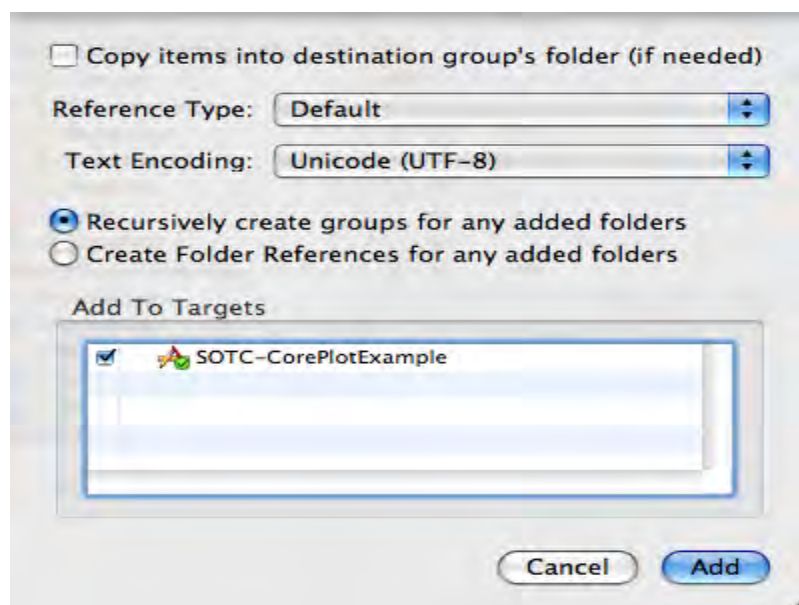 Copy items into destination group's folder (if needed)
Reference Type: Default
Text Encoding: Unicode (UTF-8)
Recursively create groups for any added folders
Create Folder References for any added folders
Add To Targets
SOTC-CorePlotExample
Cancel Add